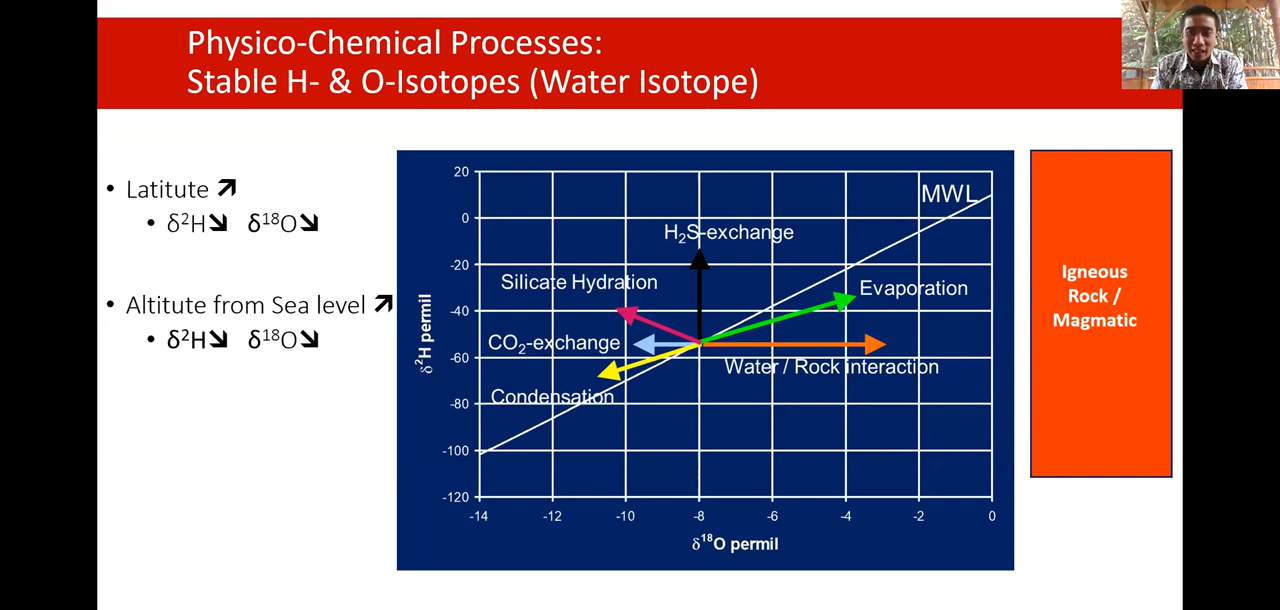 Physico-Chemical Processes:
Stable H- & O-Isotopes (Water Isotope)
• Latitute ↗
• δ²H↘ δ¹⁸O↘
• Altitute from Sea level ↗
• δ²H↘ δ¹⁸O↘
20
0
-20
-40
-60
-80
-100
-120
δ²H permil
MWL
H₂S-exchange
Silicate Hydration
Evaporation
CO₂-exchange
Water / Rock interaction
Condensation
-14 -12 -10 -8 -6 -4 -2 0
δ¹⁸O permil
Igneous
Rock /
Magmatic